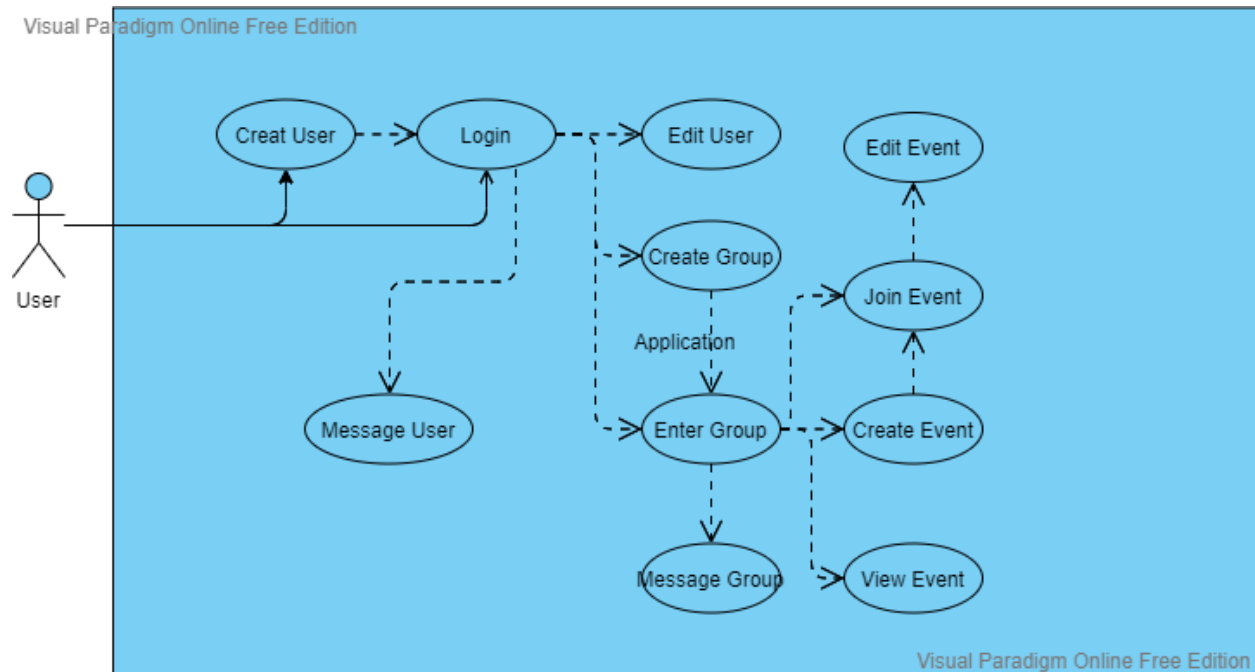 Visual Paradigm Online Free Edition
Creat User
Login
Edit User
Edit Event
User
Create Group
Join Event
Application
Message User
Enter Group
Create Event
Message Group
View Event
Visual Paradigm Online Free Edition